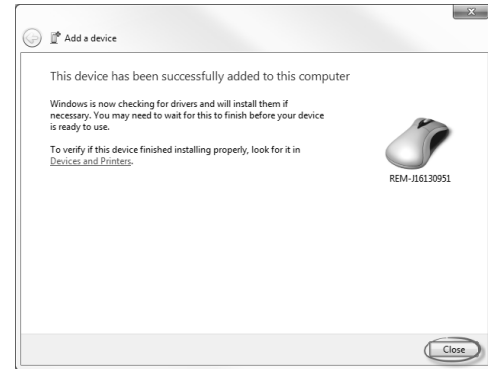 Add a device
This device has been successfully added to this computer
Windows is now checking for drivers and will install them if
necessary. You may need to wait for this to finish before your device
is ready to use.
To verify if this device finished installing properly, look for it in
Devices and Printers.
REM-J16130951
Close